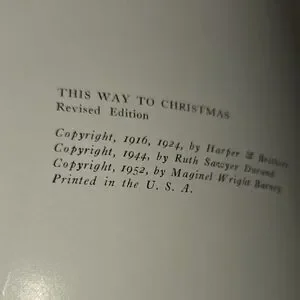 THIS WAY TO CHRISTMAS
Revised Edition
Copyright, 1916, 1924, by Harper & Brothers
Copyright, 1944, by Ruth Sawyer Durand
Copyright, 1952, by Maginel Wright Barney
Printed in the U. S. A.